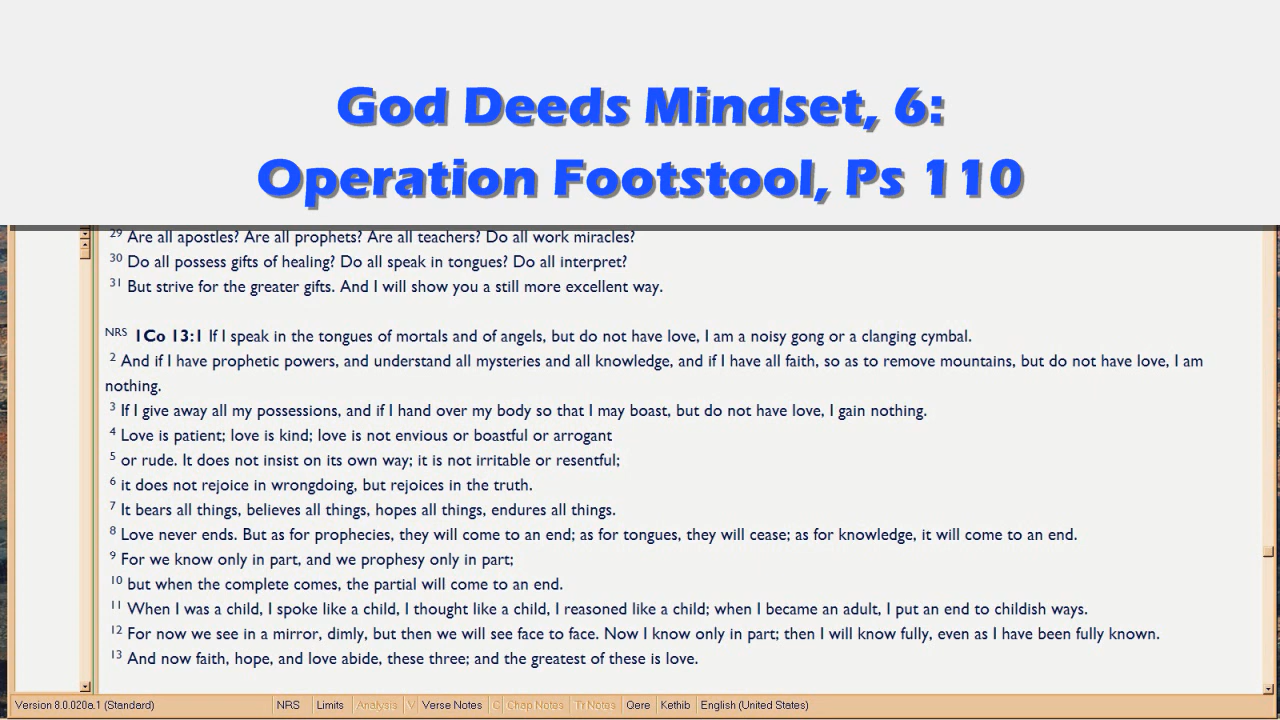 God Deeds Mindset, 6:
Operation Footstool, Ps 110
29 Are all apostles? Are all prophets? Are all teachers? Do all work miracles?
30 Do all possess gifts of healing? Do all speak in tongues? Do all interpret?
31 But strive for the greater gifts. And I will show you a still more excellent way.
NRS 1Co 13:1 If I speak in the tongues of mortals and of angels, but do not have love, I am a noisy gong or a clanging cymbal.
2 And if I have prophetic powers, and understand all mysteries and all knowledge, and if I have all faith, so as to remove mountains, but do not have love, I am
nothing.
3 If I give away all my possessions, and if I hand over my body so that I may boast, but do not have love, I gain nothing.
4 Love is patient; love is kind; love is not envious or boastful or arrogant
5 or rude. It does not insist on its own way; it is not irritable or resentful;
6 it does not rejoice in wrongdoing, but rejoices in the truth.
7 It bears all things, believes all things, hopes all things, endures all things.
8 Love never ends. But as for prophecies, they will come to an end; as for tongues, they will cease; as for knowledge, it will come to an end.
9 For we know only in part, and we prophesy only in part;
10 but when the complete comes, the partial will come to an end.
11 When I was a child, I spoke like a child, I thought like a child, I reasoned like a child; when I became an adult, I put an end to childish ways.
12 For now we see in a mirror, dimly, but then we will see face to face. Now I know only in part; then I will know fully, even as I have been fully known.
13 And now faith, hope, and love abide, these three; and the greatest of these is love.
Version 8.0.020a.1 (Standard) NRS Limits Analysis V Verse Notes C Chap Notes Tr Notes Qere Kethib English (United States)